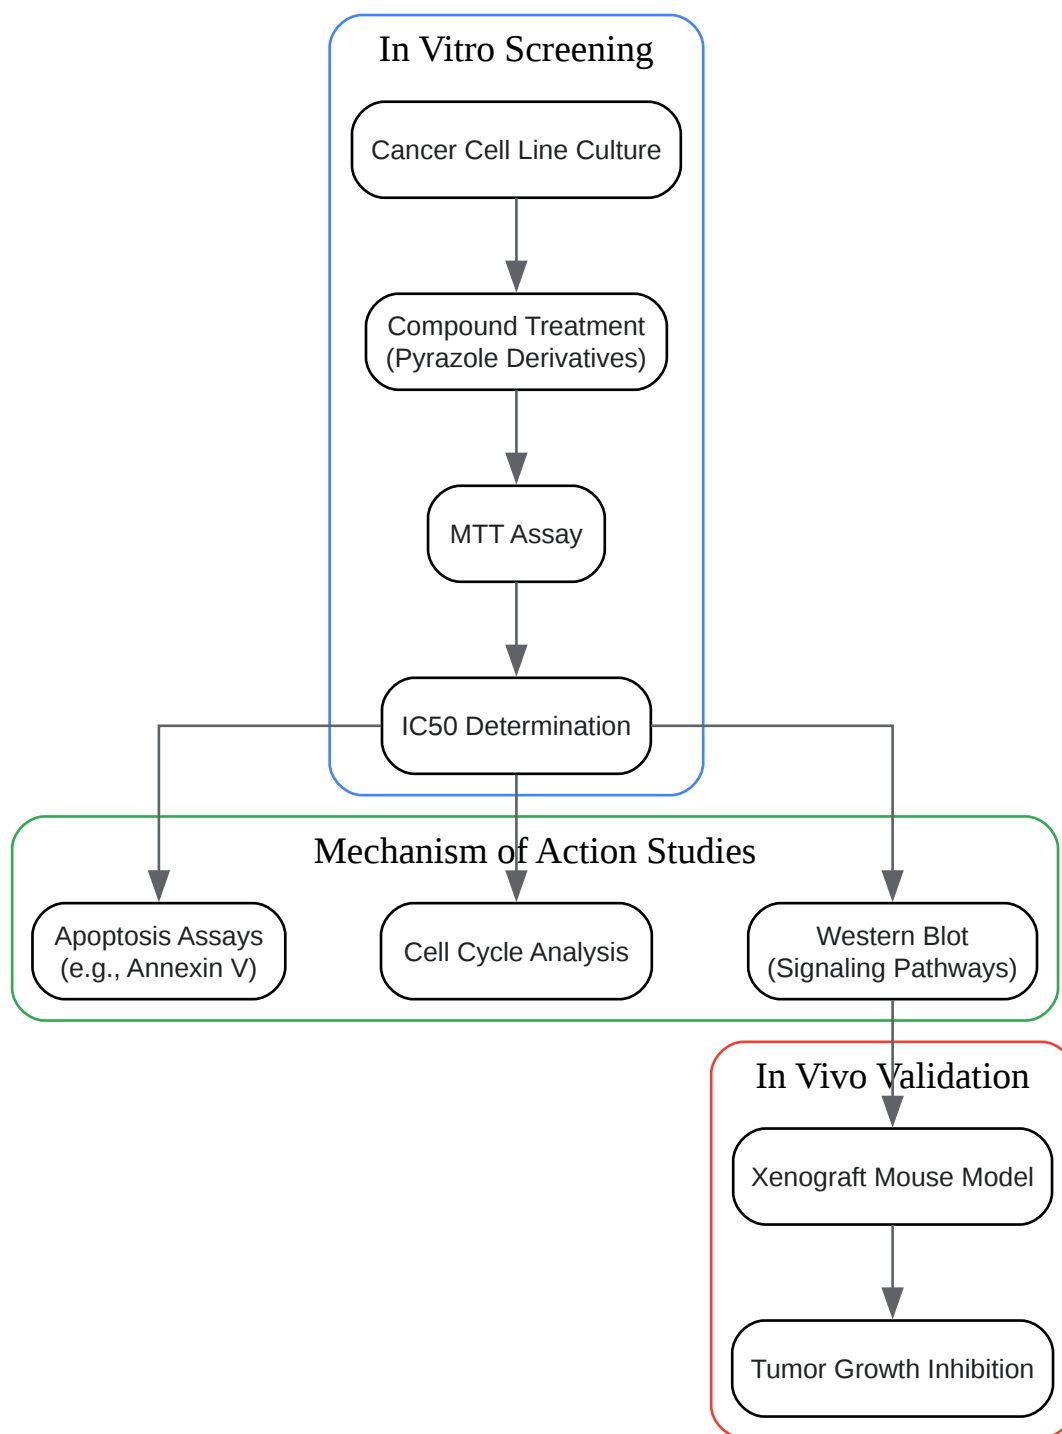 In Vitro Screening
Cancer Cell Line Culture
Compound Treatment
(Pyrazole Derivatives)
MTT Assay
IC50 Determination
Mechanism of Action Studies
Apoptosis Assays
(e.g., Annexin V)
Cell Cycle Analysis
Western Blot
(Signaling Pathways)
In Vivo Validation
Xenograft Mouse Model
Tumor Growth Inhibition